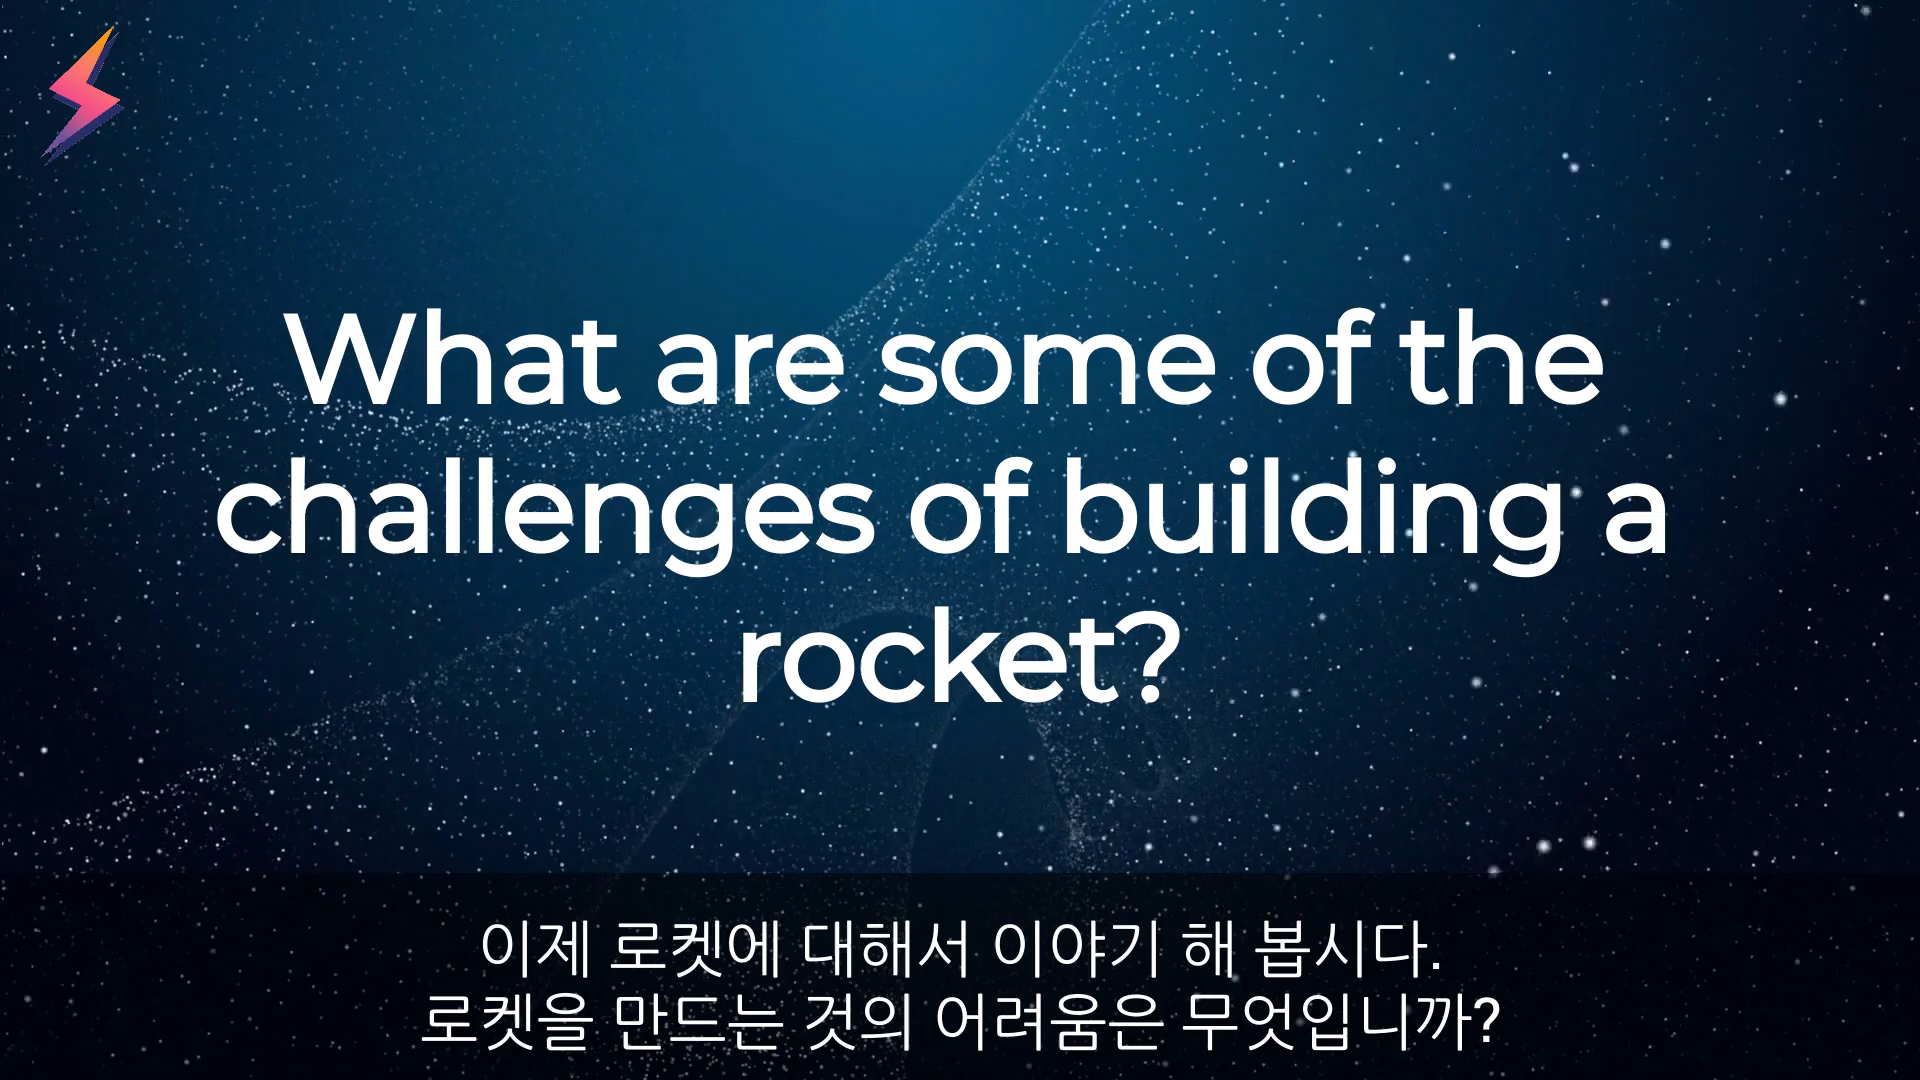 What are some of the
challenges of building a
rocket?
이제 로켓에 대해서 이야기 해 봅시다.
로켓을 만드는 것의 어려움은 무엇입니까?